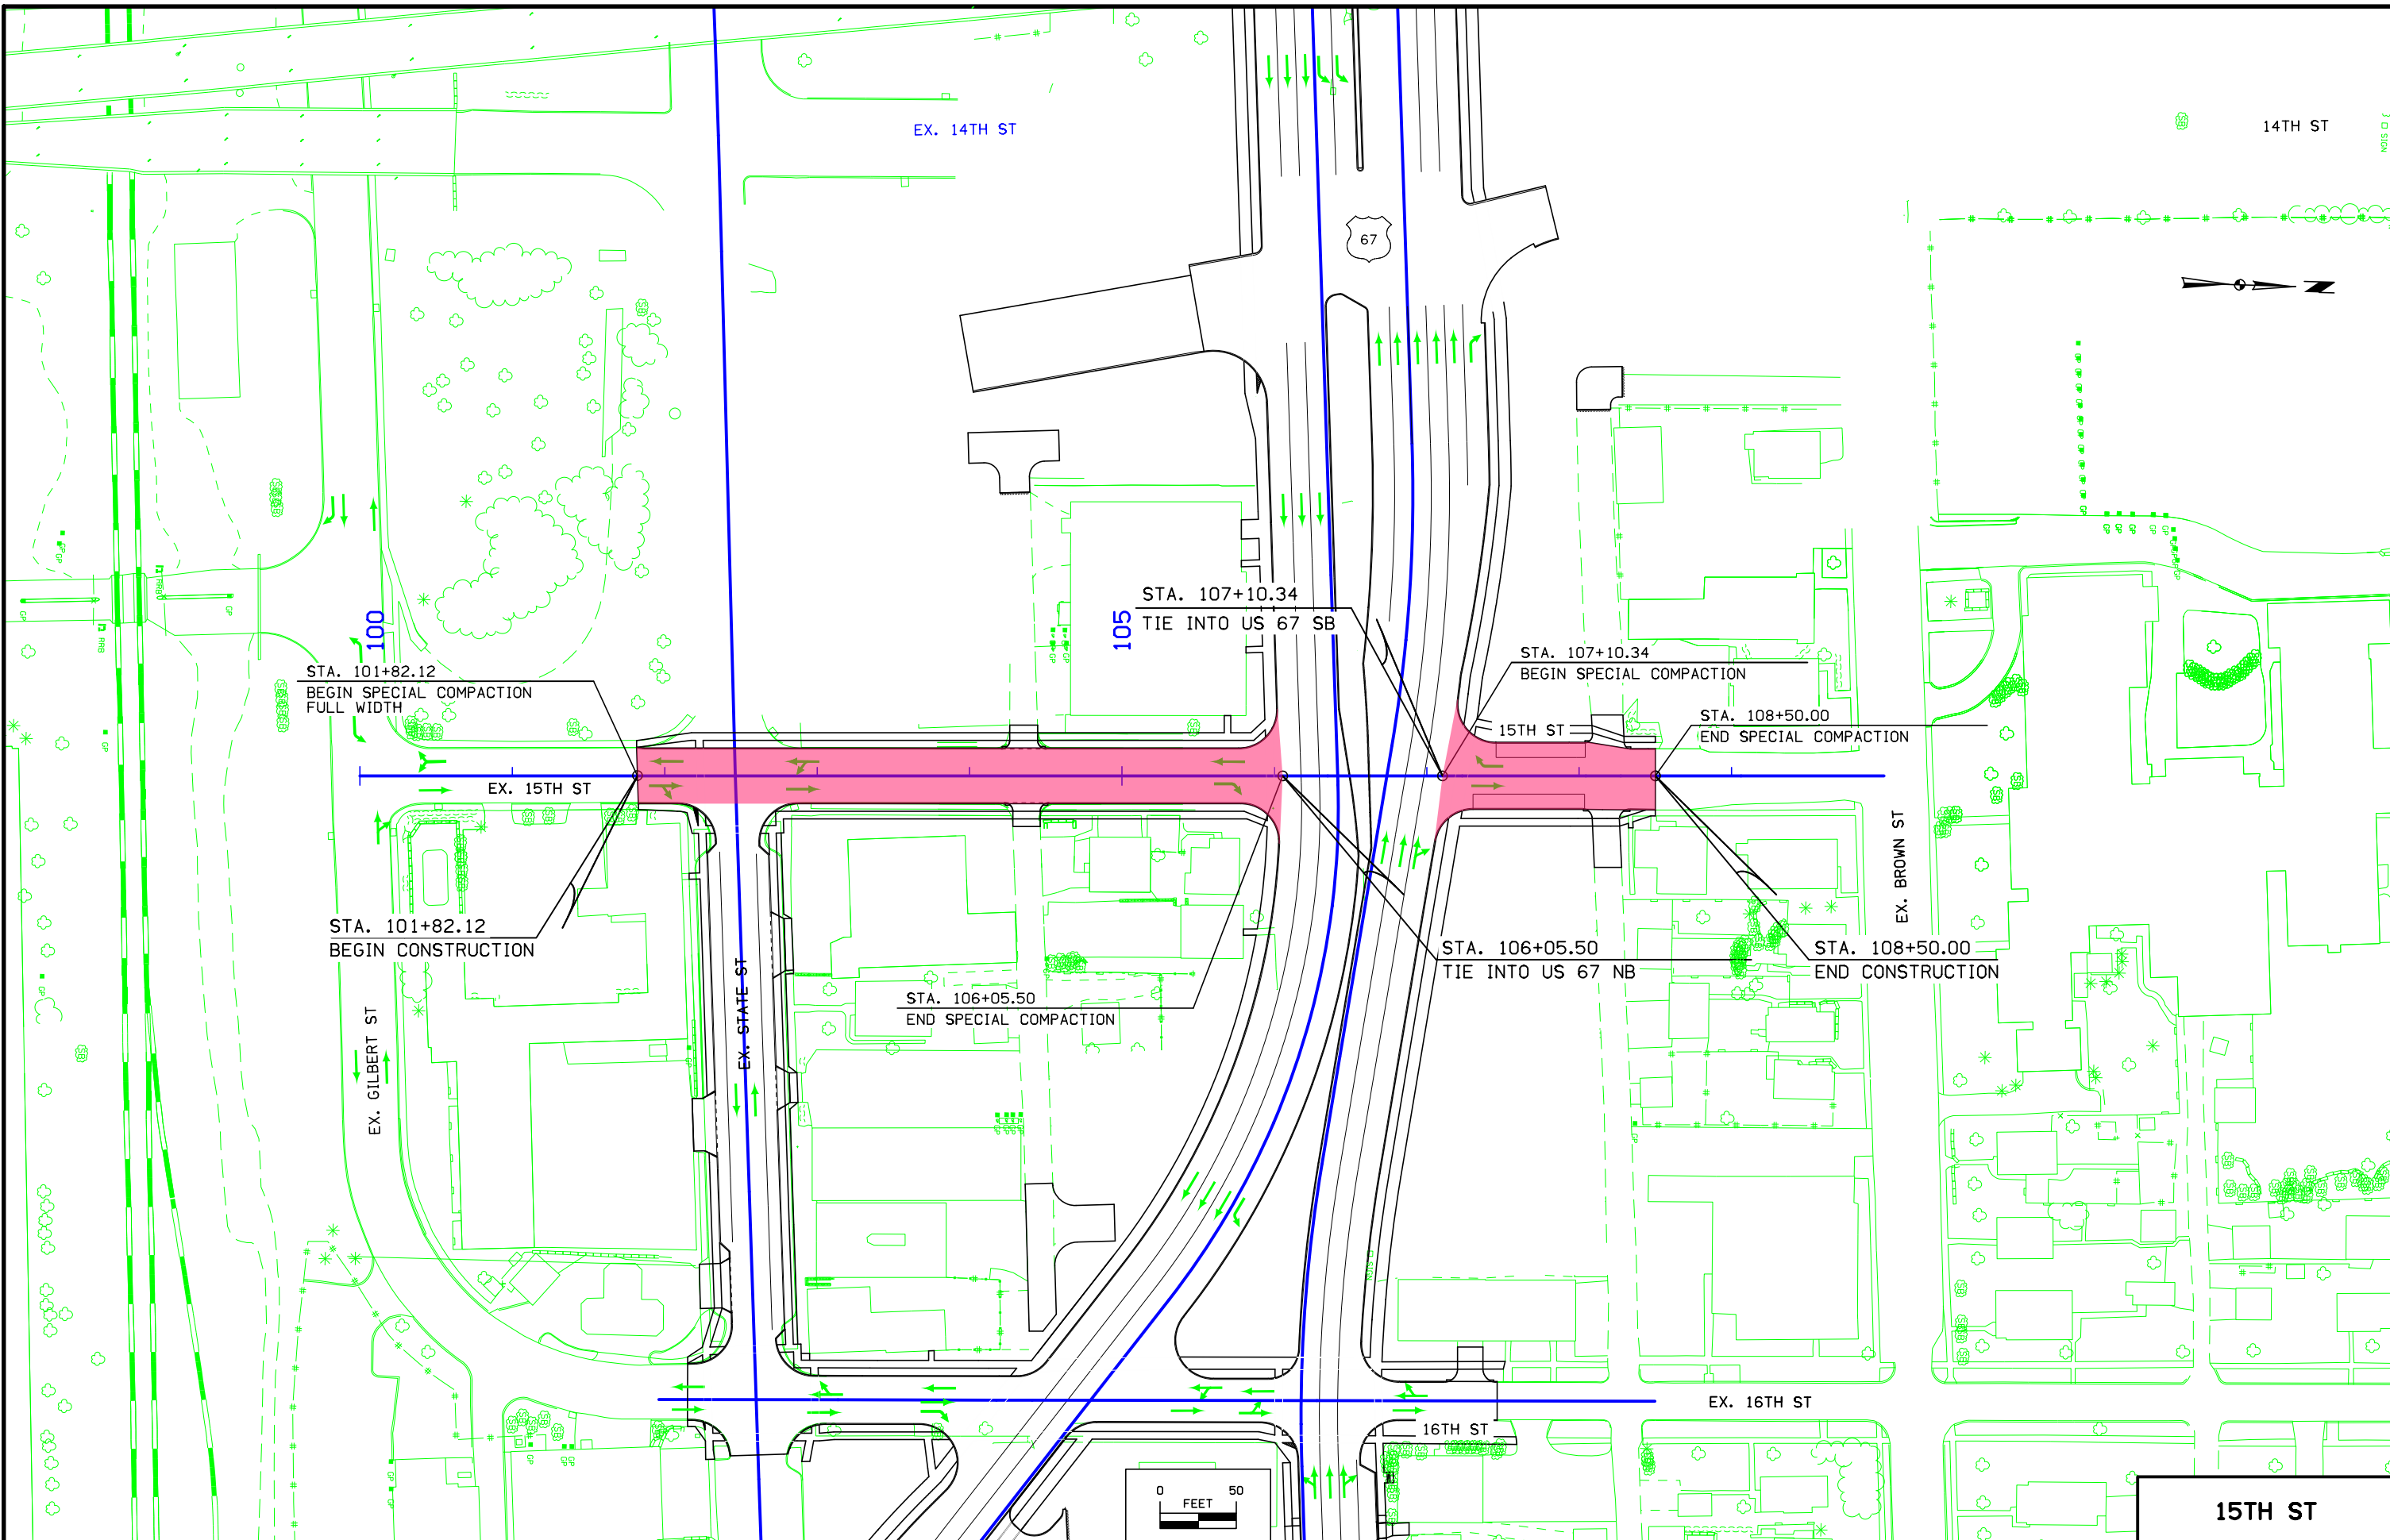 EX. 14TH ST
14TH ST
67
100
105
STA. 107+10.34
TIE INTO US 67 SB
STA. 107+10.34
BEGIN SPECIAL COMPACTION
STA. 101+82.12
BEGIN SPECIAL COMPACTION
FULL WIDTH
15TH ST
STA. 108+50.00
END SPECIAL COMPACTION
EX. 15TH ST
EX. BROWN ST
STA. 101+82.12
BEGIN CONSTRUCTION
STA. 106+05.50
TIE INTO US 67 NB
STA. 108+50.00
END CONSTRUCTION
STA. 106+05.50
END SPECIAL COMPACTION
EX. STATE ST
EX. GILBERT ST
EX. 16TH ST
16TH ST
0 50
FEET
15TH ST